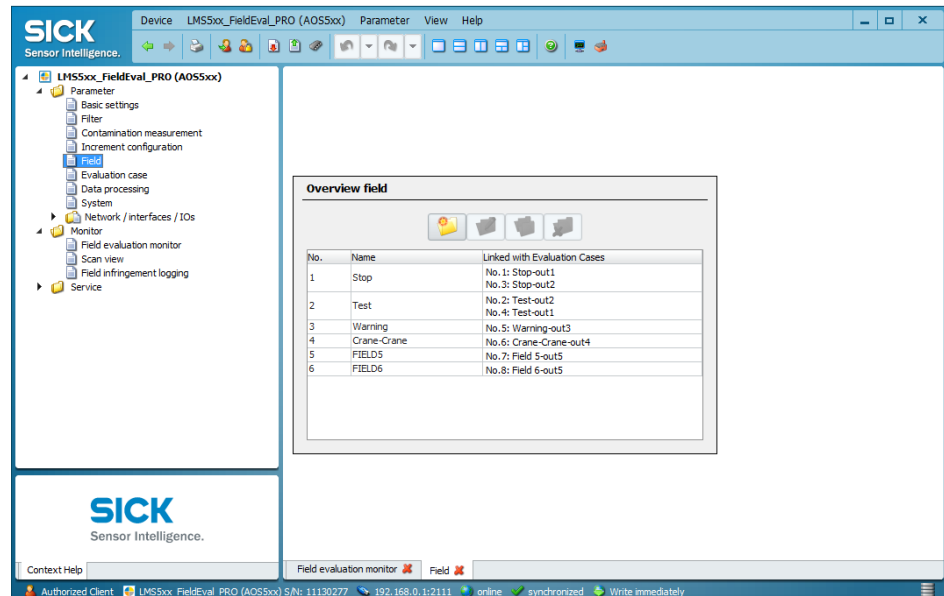 SICK
Sensor Intelligence.
Device LMS5xx_FieldEval_PRO (AOS5xx) Parameter View Help
LMS5xx_FieldEval_PRO (AOS5xx)
Parameter
Basic settings
Filter
Contamination measurement
Increment configuration
Field
Evaluation case
Data processing
System
Network / interfaces / IOs
Monitor
Field evaluation monitor
Scan view
Field infringement logging
Service
Overview field
No. Name Linked with Evaluation Cases
1 Stop No.1: Stop-out1
No.3: Stop-out2
2 Test No.2: Test-out2
No.4: Test-out1
3 Warning No.5: Warning-out3
4 Crane-Crane No.6: Crane-Crane-out4
5 FIELD5 No.7: Field 5-out5
6 FIELD6 No.8: Field 6-out5
SICK
Sensor Intelligence.
Context Help
Field evaluation monitor Field
Authorized Client LMS5xx_FieldEval_PRO (AOS5xx) S/N: 11130277 192.168.0.1:2111 online synchronized Write immediately